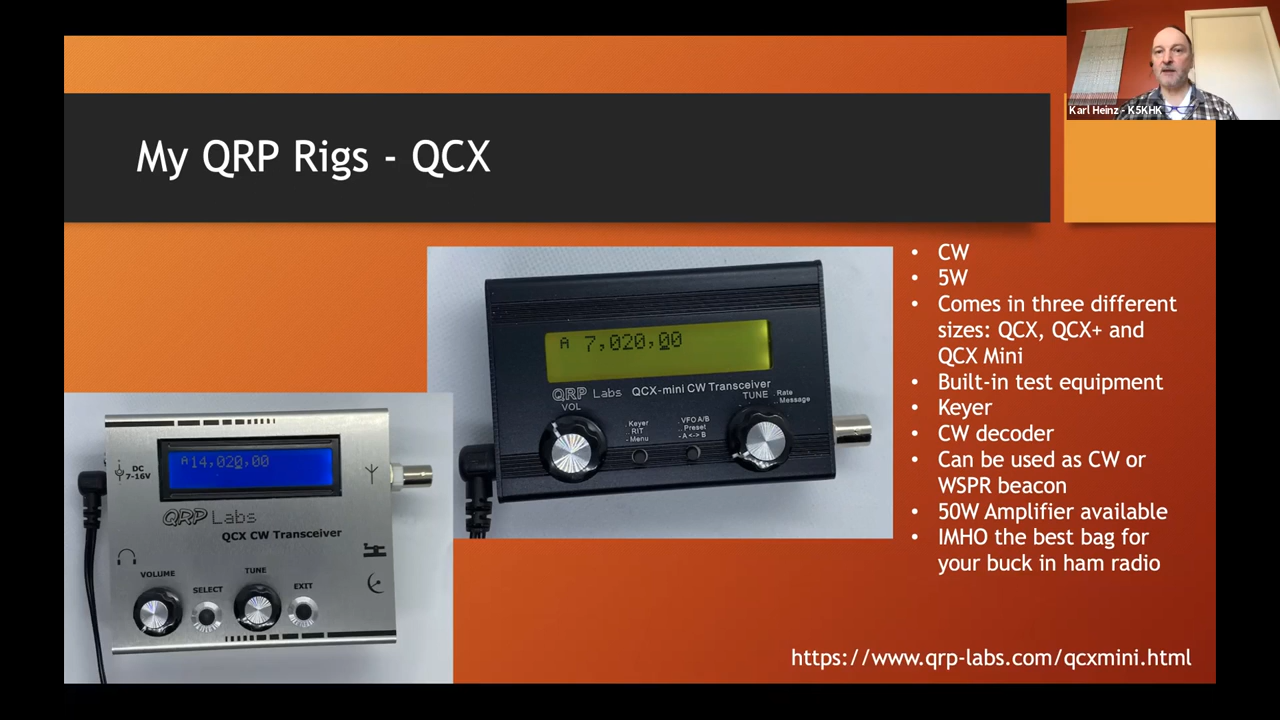 Karl Heinz - K5KHK
My QRP Rigs - QCX
A 7,020,00
QRP Labs QCX-mini CW Transceiver
VOL
TUNE
. Rate
.. Message
Keyer
RIT
- Menu
. VFO A/B
.. Preset
- A <-> B
A14,020,00
DC
7-16V
QRP Labs
QCX CW Transceiver
VOLUME
SELECT
TUNE
EXIT
• CW
• 5W
• Comes in three different
sizes: QCX, QCX+ and
QCX Mini
• Built-in test equipment
• Keyer
• CW decoder
• Can be used as CW or
WSPR beacon
• 50W Amplifier available
• IMHO the best bag for
your buck in ham radio
https://www.qrp-labs.com/qcxmini.html